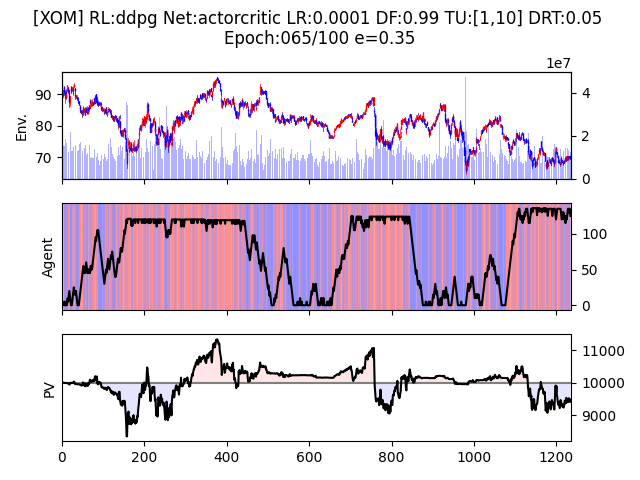 [XOM] RL:ddpg Net:actorcritic LR:0.0001 DF:0.99 TU:[1,10] DRT:0.05
Epoch:065/100 e=0.35
1e7
Env.
90
80
70
4
2
0
Agent
100
50
0
PV
11000
10000
9000
0 200 400 600 800 1000 1200